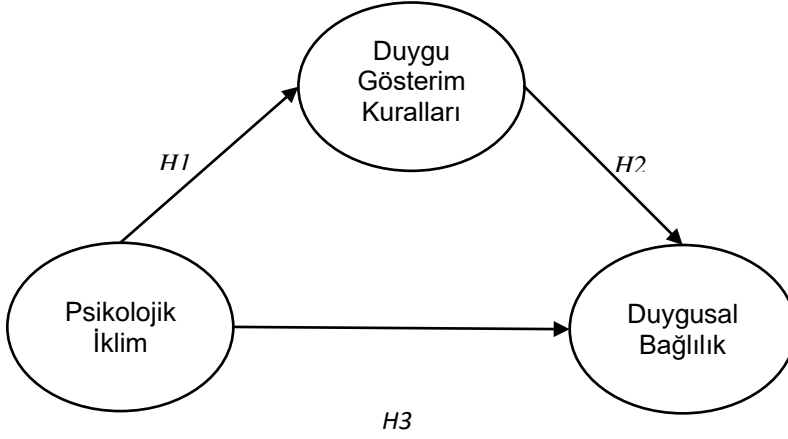 Duygu
Gösterim
Kuralları
H1
H2
Psikolojik
İklim
Duygusal
Bağlılık
H3